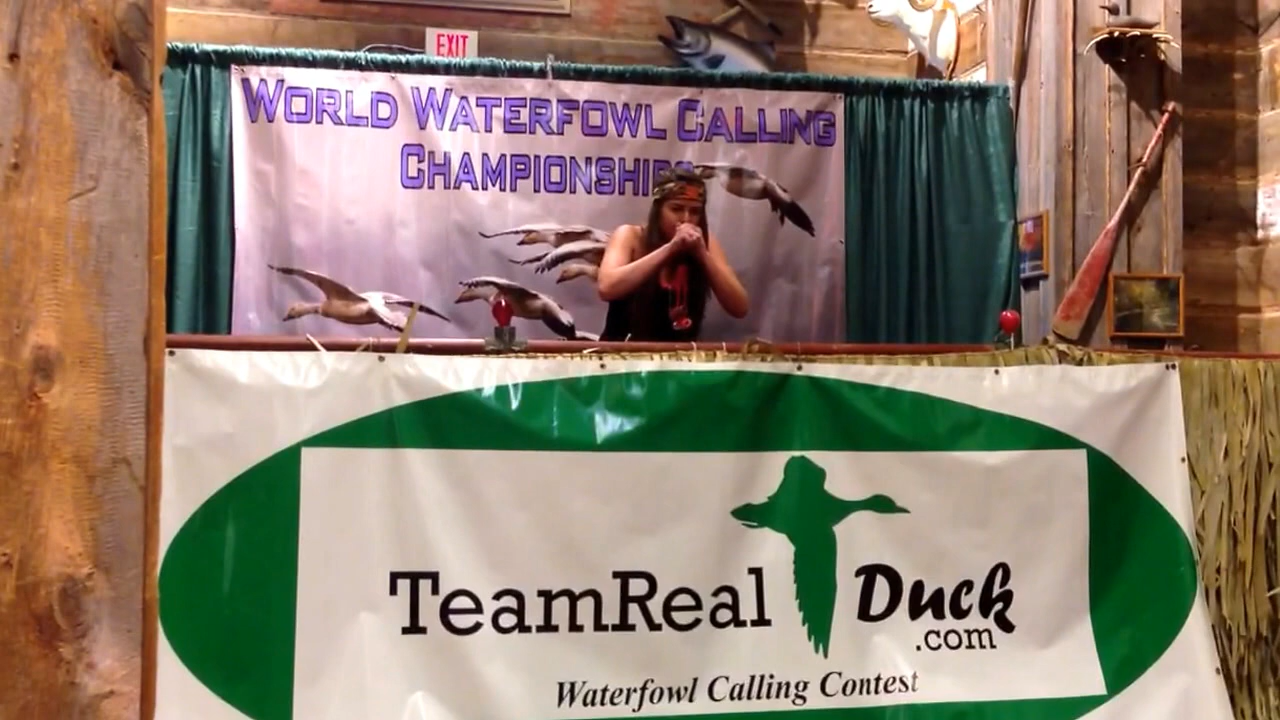 EXIT
WORLD WATERFOWL CALLING
CHAMPIONSHIPS
TeamReal Duck
.com
Waterfowl Calling Contest